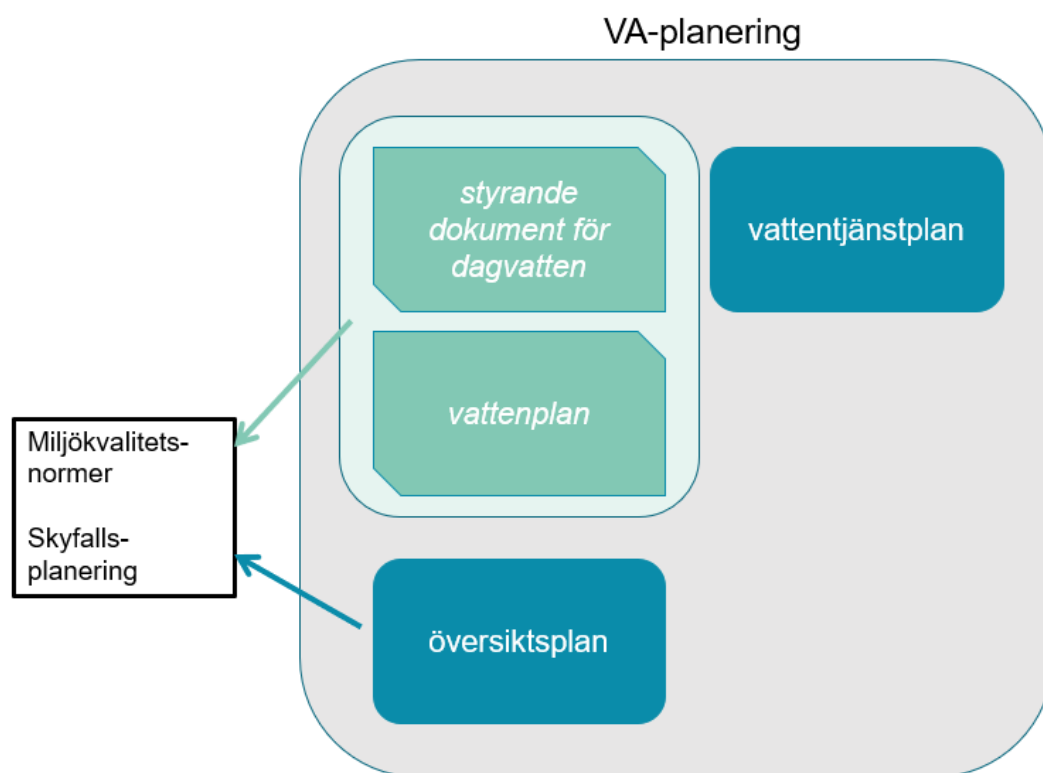 VA-planering
styrande
dokument för
dagvatten
vattentjänstplan
vattenplan
Miljökvalitets-
normer
Skyfalls-
planering
översiktsplan